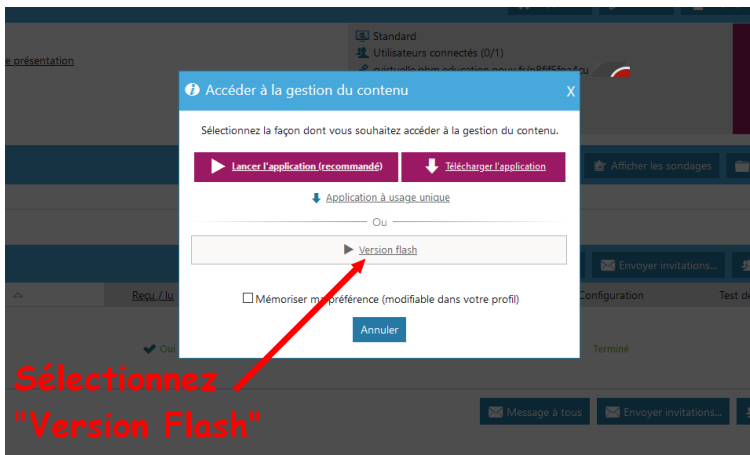 Standard
Utilisateurs connectés (0/1)
e présentation
Accéder à la gestion du contenu
X
Sélectionnez la façon dont vous souhaitez accéder à la gestion du contenu.
Lancer l'application (recommandé)
Télécharger l'application
Afficher les sondages
Application à usage unique
Ou
Version flash
Envoyer invitations...
Reçu / lu
Configuration
Test de
Mémoriser ma préférence (modifiable dans votre profil)
Annuler
Oui
Terminé
Sélectionnez
"Version Flash"
Message à tous
Envoyer invitations...